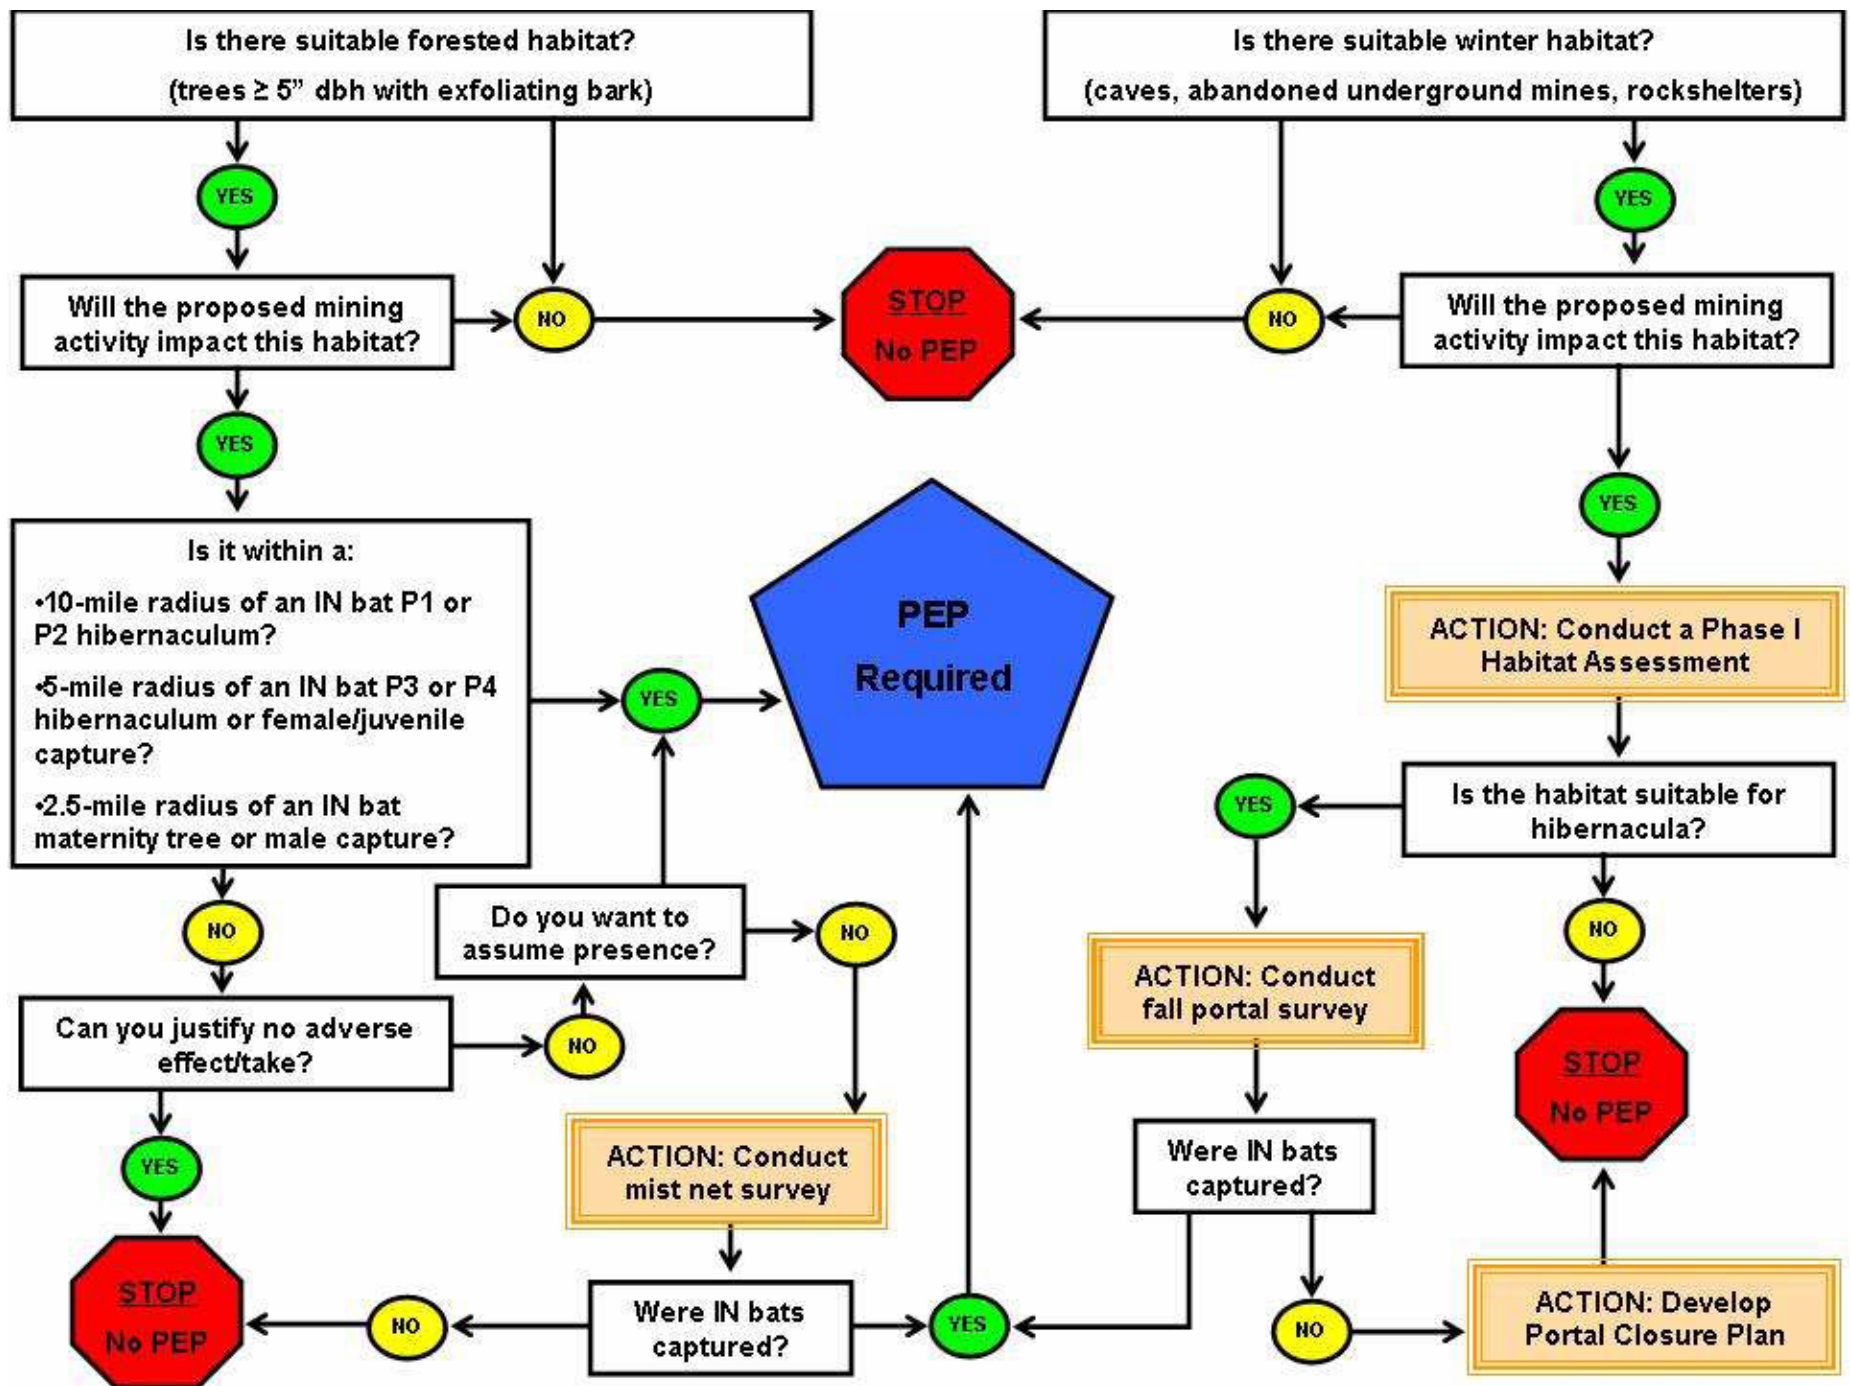 Is there suitable forested habitat?
(trees ≥ 5” dbh with exfoliating bark)
YES
Will the proposed mining
activity impact this habitat?
NO
YES
Is it within a:
•10-mile radius of an IN bat P1 or
P2 hibernaculum?
•5-mile radius of an IN bat P3 or P4
hibernaculum or female/juvenile
capture?
•2.5-mile radius of an IN bat
maternity tree or male capture?
YES
NO
Can you justify no adverse
effect/take?
NO
YES
STOP
No PEP
Do you want to
assume presence?
NO
ACTION: Conduct
mist net survey
Were IN bats
captured?
NO
YES
STOP
No PEP
PEP
Required
Is there suitable winter habitat?
(caves, abandoned underground mines, rockshelters)
YES
NO
Will the proposed mining
activity impact this habitat?
YES
ACTION: Conduct a Phase I
Habitat Assessment
Is the habitat suitable for
hibernacula?
YES
NO
ACTION: Conduct
fall portal survey
Were IN bats
captured?
NO
ACTION: Develop
Portal Closure Plan
STOP
No PEP